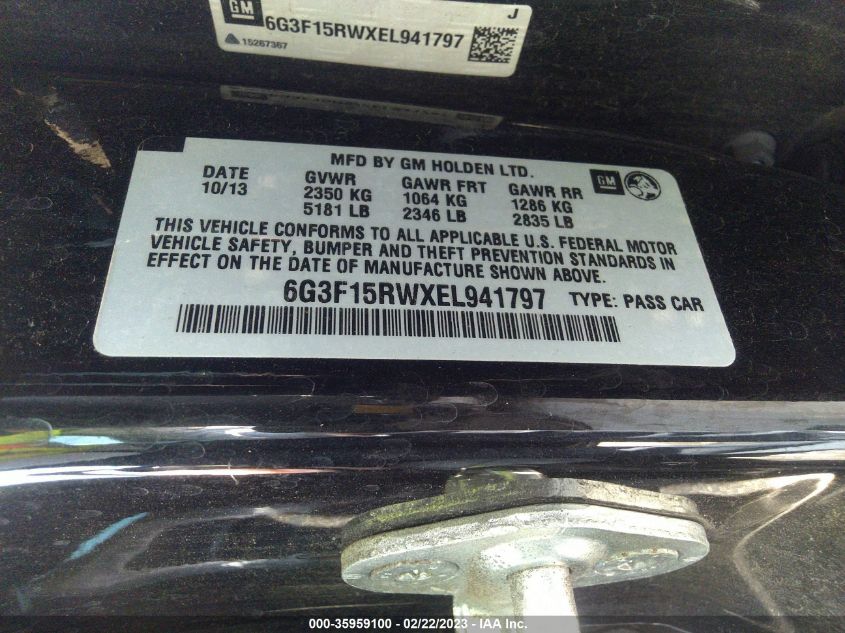 GM
J
6G3F15RWXEL941797
15267367
MFD BY GM HOLDEN LTD.
DATE GVWR GAWR FRT GAWR RR GM
10/13 2350 KG 1064 KG 1286 KG
5181 LB 2346 LB 2835 LB
THIS VEHICLE CONFORMS TO ALL APPLICABLE U.S. FEDERAL MOTOR
VEHICLE SAFETY, BUMPER AND THEFT PREVENTION STANDARDS IN
EFFECT ON THE DATE OF MANUFACTURE SHOWN ABOVE.
6G3F15RWXEL941797 TYPE: PASS CAR
000-35959100 - 02/22/2023 - IAA Inc.